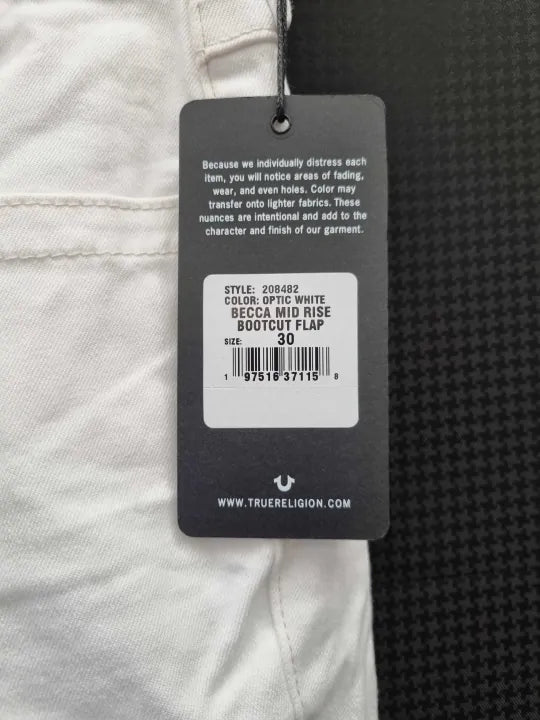 Because we individually distress each
item, you will notice areas of fading,
wear, and even holes. Color may
transfer onto lighter fabrics. These
nuances are intentional and add to the
character and finish of our garment.
STYLE: 208482
COLOR: OPTIC WHITE
BECCA MID RISE
BOOTCUT FLAP
SIZE: 30
1 97516 37115 8
WWW.TRUERELIGION.COM